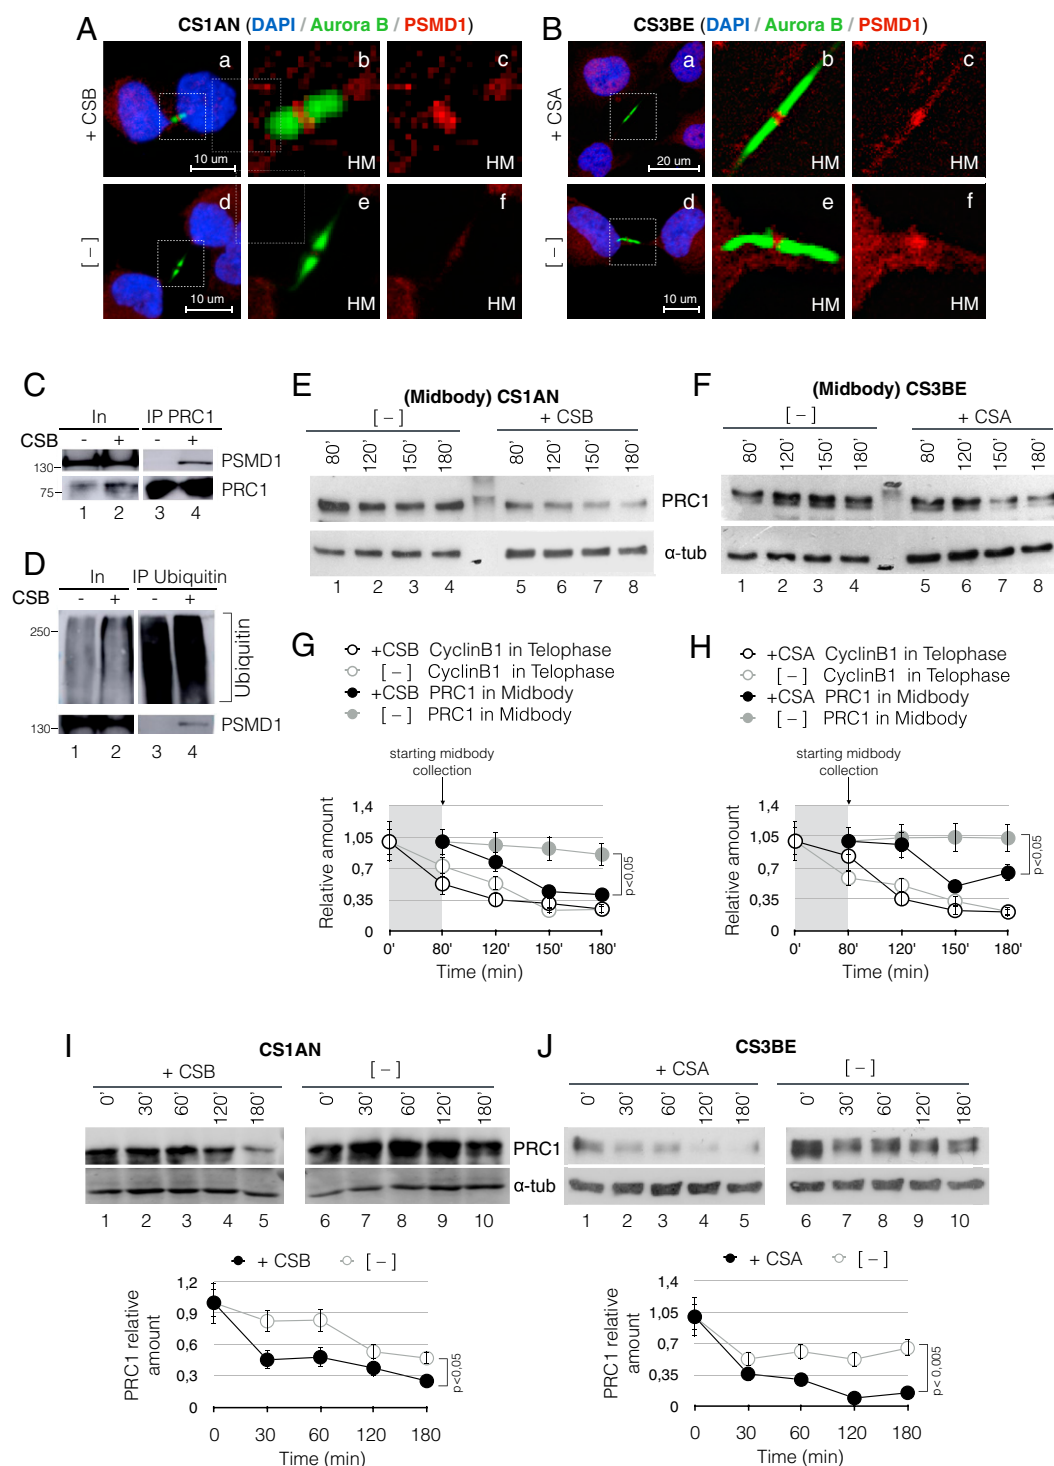 A
CS1AN (DAPI / Aurora B / PSMD1)
+ CSB
a
10 um
b
HM
c
HM
[ − ]
d
10 um
e
HM
f
HM
B
CS3BE (DAPI / Aurora B / PSMD1)
+ CSA
a
20 um
b
HM
c
HM
[ − ]
d
10 um
e
HM
f
HM
C
In IP PRC1
CSB - + - +
130 PSMD1
75 PRC1
1 2 3 4
D
In IP Ubiquitin
CSB - + - +
250
Ubiquitin
130 PSMD1
1 2 3 4
E
(Midbody) CS1AN
[ − ] + CSB
80' 120' 150' 180' 80' 120' 150' 180'
PRC1
α-tub
1 2 3 4 5 6 7 8
F
(Midbody) CS3BE
[ − ] + CSA
80' 120' 150' 180' 80' 120' 150' 180'
1 2 3 4 5 6 7 8
G
+CSB CyclinB1 in Telophase
[ − ] CyclinB1 in Telophase
+CSB PRC1 in Midbody
[ − ] PRC1 in Midbody
starting midbody
collection
Relative amount
1,4
1,05
0,7
0,35
0
p<0,05
0' 80' 120' 150' 180'
Time (min)
H
+CSA CyclinB1 in Telophase
[ − ] CyclinB1 in Telophase
+CSA PRC1 in Midbody
[ − ] PRC1 in Midbody
starting midbody
collection
Relative amount
1,4
1,05
0,7
0,35
0
p<0,05
0' 80' 120' 150' 180'
Time (min)
I
CS1AN
+ CSB [ − ]
0' 30' 60' 120' 180' 0' 30' 60' 120' 180'
PRC1
α-tub
1 2 3 4 5 6 7 8 9 10
+ CSB [ − ]
PRC1 relative
amount
1,2
0,9
0,6
0,3
0
p<0,05
0 30 60 120 180
Time (min)
J
CS3BE
+ CSA [ − ]
0' 30' 60' 120' 180' 0' 30' 60' 120' 180'
1 2 3 4 5 6 7 8 9 10
+ CSA [ − ]
PRC1 relative
amount
1,4
1,05
0,7
0,35
0
p<0,005
0 30 60 120 180
Time (min)